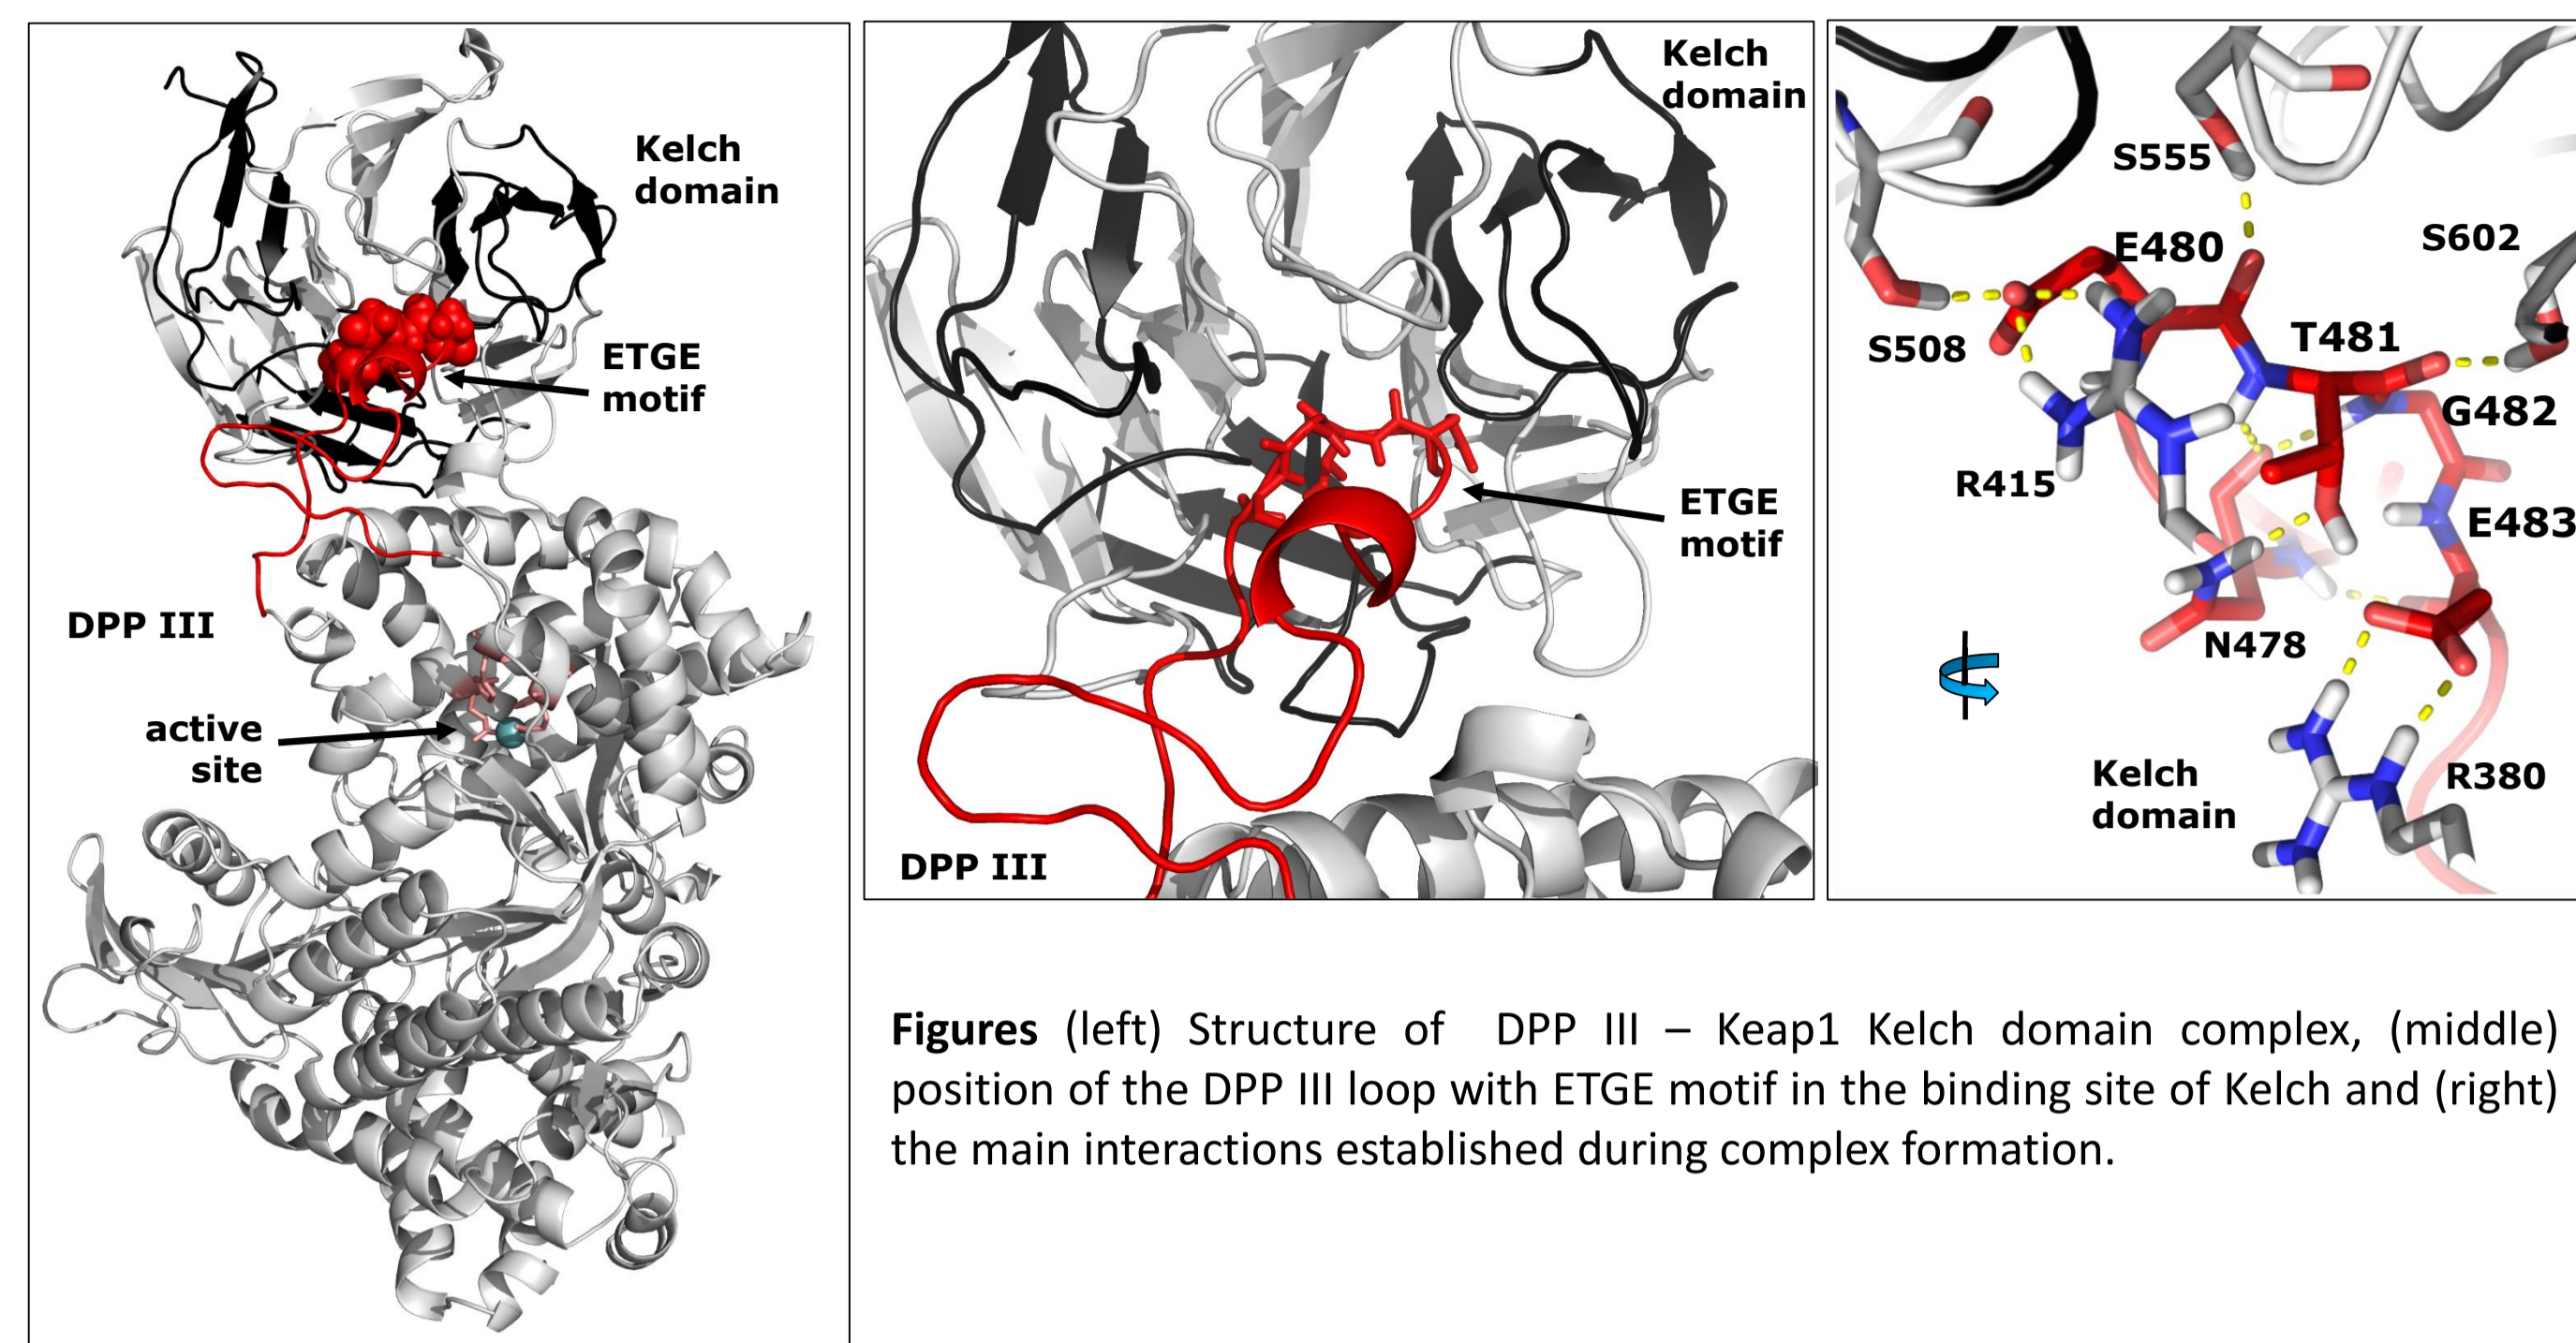 Kelch
domain
ETGE
motif
DPP III
active
site
Kelch
domain
ETGE
motif
DPP III
S555
E480
S602
S508
T481
G482
R415
E483
N478
Kelch
domain
R380
Figures (left) Structure of DPP III – Keap1 Kelch domain complex, (middle)
position of the DPP III loop with ETGE motif in the binding site of Kelch and (right)
the main interactions established during complex formation.